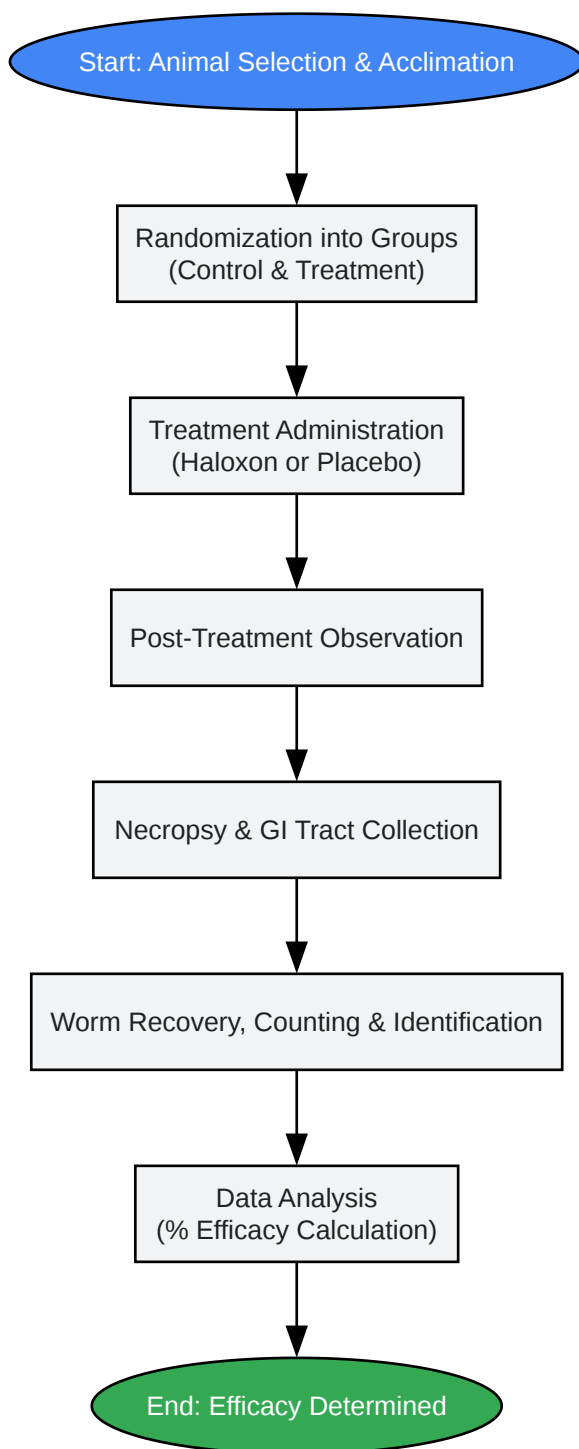 Start: Animal Selection & Acclimation
Randomization into Groups
(Control & Treatment)
Treatment Administration
(Haloxon or Placebo)
Post-Treatment Observation
Necropsy & GI Tract Collection
Worm Recovery, Counting & Identification
Data Analysis
(% Efficacy Calculation)
End: Efficacy Determined